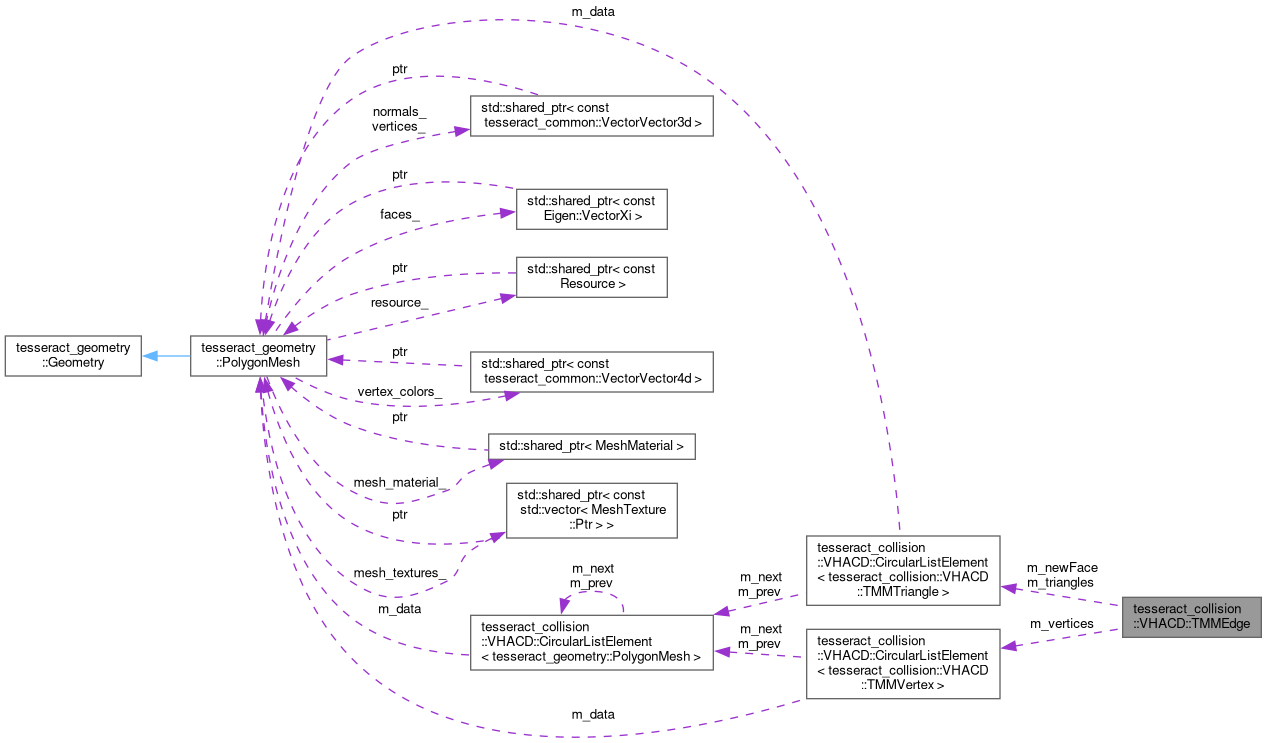 m_data
ptr
std::shared_ptr< const
tesseract_common::VectorVector3d >
normals_
vertices_
ptr
std::shared_ptr< const
Eigen::VectorXi >
faces_
ptr
std::shared_ptr< const
Resource >
resource_
tesseract_geometry
::Geometry
tesseract_geometry
::PolygonMesh
ptr
std::shared_ptr< const
tesseract_common::VectorVector4d >
vertex_colors_
ptr
std::shared_ptr< MeshMaterial >
mesh_material_
std::shared_ptr< const
std::vector< MeshTexture
::Ptr > >
ptr
mesh_textures_
m_next
m_prev
m_data
tesseract_collision
::VHACD::CircularListElement
< tesseract_geometry::PolygonMesh >
m_next
m_prev
m_next
m_prev
tesseract_collision
::VHACD::CircularListElement
< tesseract_collision::VHACD
::TMMTriangle >
m_newFace
m_triangles
tesseract_collision
::VHACD::TMMEdge
m_vertices
tesseract_collision
::VHACD::CircularListElement
< tesseract_collision::VHACD
::TMMVertex >
m_data